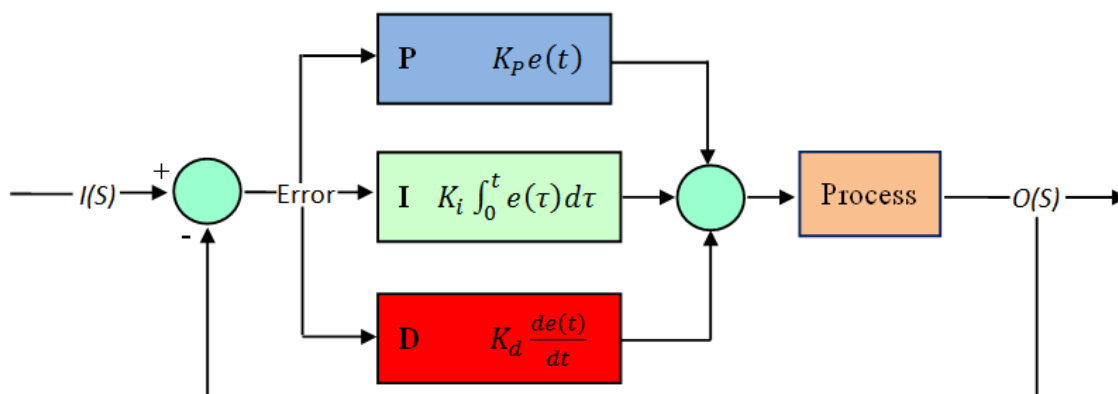 P K_P e(t)
+
I(S)
Error
I K_i ∫_0^t e(τ)dτ
Process
O(S)
-
D K_d de(t)/dt